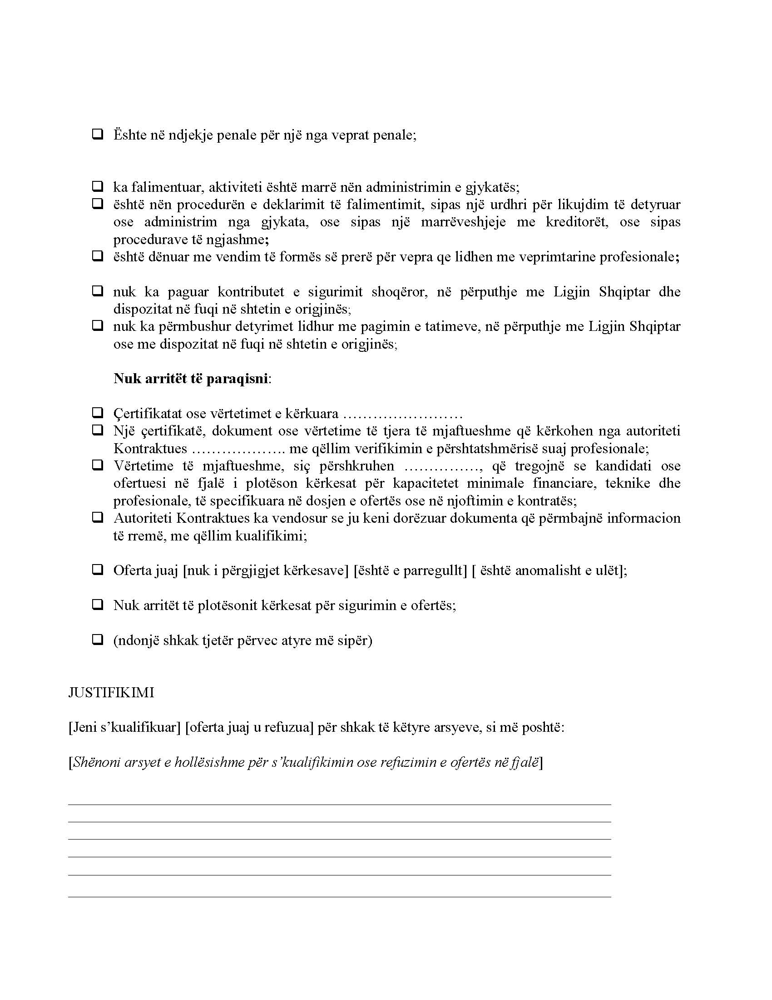 ❑ Ështe në ndjekje penale për një nga veprat penale;
❑ ka falimentuar, aktiviteti është marrë nën administrimin e gjykatës;
❑ është nën procedurën e deklarimit të falimentimit, sipas një urdhri për likujdim të detyruar
ose administrim nga gjykata, ose sipas një marrëveshjeje me kreditorët, ose sipas
procedurave të ngjashme;
❑ është dënuar me vendim të formës së prerë për vepra qe lidhen me veprimtarine profesionale;
❑ nuk ka paguar kontributet e sigurimit shoqëror, në përputhje me Ligjin Shqiptar dhe
dispozitat në fuqi në shtetin e origjinës;
❑ nuk ka përmbushur detyrimet lidhur me pagimin e tatimeve, në përputhje me Ligjin Shqiptar
ose me dispozitat në fuqi në shtetin e origjinës;
Nuk arritët të paraqisni:
❑ Çertifikatat ose vërtetimet e kërkuara ……………………
❑ Një çertifikatë, dokument ose vërtetime të tjera të mjaftueshme që kërkohen nga autoriteti
Kontraktues ………………. me qëllim verifikimin e përshtatshmërisë suaj profesionale;
❑ Vërtetime të mjaftueshme, siç përshkruhen ……………, që tregojnë se kandidati ose
ofertuesi në fjalë i plotëson kërkesat për kapacitetet minimale financiare, teknike dhe
profesionale, të specifikuara në dosjen e ofertës ose në njoftimin e kontratës;
❑ Autoriteti Kontraktues ka vendosur se ju keni dorëzuar dokumenta që përmbajnë informacion
të rremë, me qëllim kualifikimi;
❑ Oferta juaj [nuk i përgjigjet kërkesave] [është e parregullt] [ është anomalisht e ulët];
❑ Nuk arritët të plotësonit kërkesat për sigurimin e ofertës;
❑ (ndonjë shkak tjetër përvec atyre më sipër)
JUSTIFIKIMI
[Jeni s’kualifikuar] [oferta juaj u refuzua] për shkak të këtyre arsyeve, si më poshtë:
[Shënoni arsyet e hollësishme për s’kualifikimin ose refuzimin e ofertës në fjalë]